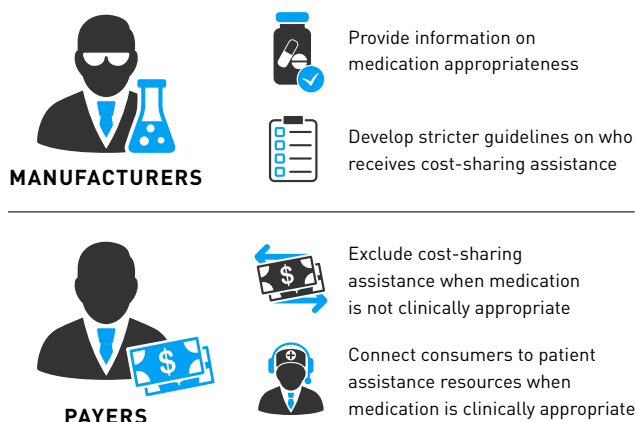 Provide information on
medication appropriateness
Develop stricter guidelines on who
receives cost-sharing assistance
MANUFACTURERS
Exclude cost-sharing
assistance when medication
is not clinically appropriate
$
$
Connect consumers to patient
assistance resources when
medication is clinically appropriate
PAYERS